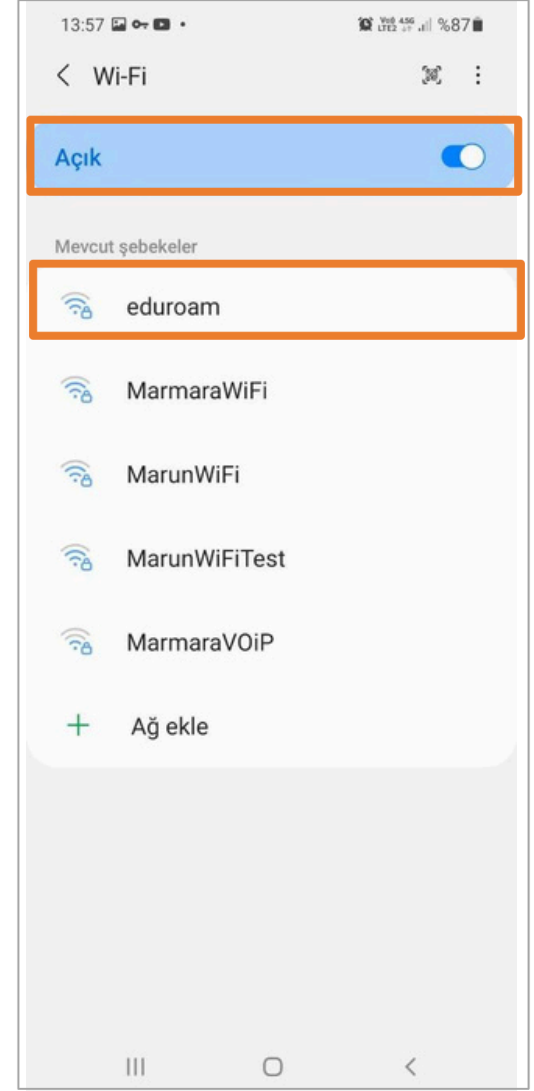 13:57 %87
Wi-Fi
Açık
Mevcut şebekeler
eduroam
MarmaraWiFi
MarunWiFi
MarunWiFiTest
MarmaraVOiP
Ağ ekle